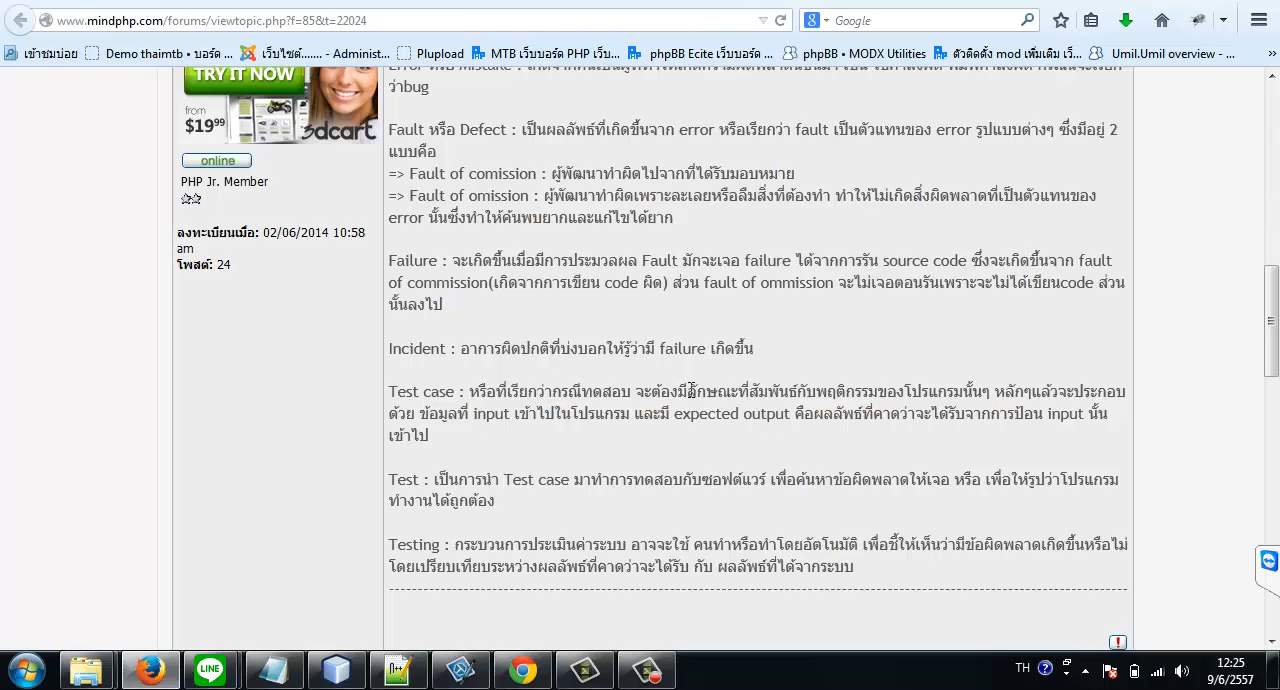 www.mindphp.com/forums/viewtopic.php?f=85&t=22024
Google
เข้าชมบ่อย
Demo thaimtb • บอร์ด ...
เว็บไซต์....... - Administ...
Plupload
MTB เว็บบอร์ด PHP เว็บ...
phpBB Ecite เว็บบอร์ด ...
phpBB • MODX Utilities
ตัวติดตั้ง mod เพิ่มเติม เว็...
Umil.Umil overview - ...
TRY IT NOW
from
$19⁹⁹
3dcart
online
PHP Jr. Member
ลงทะเบียนเมื่อ: 02/06/2014 10:58
am
โพสต์: 24
ว่าbug
Fault หรือ Defect : เป็นผลลัพธ์ที่เกิดขึ้นจาก error หรือเรียกว่า fault เป็นตัวแทนของ error รูปแบบต่างๆ ซึ่งมีอยู่ 2
แบบคือ
=> Fault of comission : ผู้พัฒนาทำผิดไปจากที่ได้รับมอบหมาย
=> Fault of omission : ผู้พัฒนาทำผิดเพราะละเลยหรือลืมสิ่งที่ต้องทำ ทำให้ไม่เกิดสิ่งผิดพลาดที่เป็นตัวแทนของ
error นั้นซึ่งทำให้ค้นพบยากและแก้ไขได้ยาก
Failure : จะเกิดขึ้นเมื่อมีการประมวลผล Fault มักจะเจอ failure ได้จากการรัน source code ซึ่งจะเกิดขึ้นจาก fault
of commission(เกิดจากการเขียน code ผิด) ส่วน fault of ommission จะไม่เจอตอนรันเพราะจะไม่ได้เขียนcode ส่วน
นั้นลงไป
Incident : อาการผิดปกติที่บ่งบอกให้รู้ว่ามี failure เกิดขึ้น
Test case : หรือที่เรียกว่ากรณีทดสอบ จะต้องมีลักษณะที่สัมพันธ์กับพฤติกรรมของโปรแกรมนั้นๆ หลักๆแล้วจะประกอบ
ด้วย ข้อมูลที่ input เข้าไปในโปรแกรม และมี expected output คือผลลัพธ์ที่คาดว่าจะได้รับจากการป้อน input นั้น
เข้าไป
Test : เป็นการนำ Test case มาทำการทดสอบกับซอฟต์แวร์ เพื่อค้นหาข้อผิดพลาดให้เจอ หรือ เพื่อให้รูปว่าโปรแกรม
ทำงานได้ถูกต้อง
Testing : กระบวนการประเมินค่าระบบ อาจจะใช้ คนทำหรือทำโดยอัตโนมัติ เพื่อชี้ให้เห็นว่ามีข้อผิดพลาดเกิดขึ้นหรือไม่
โดยเปรียบเทียบระหว่างผลลัพธ์ที่คาดว่าจะได้รับ กับ ผลลัพธ์ที่ได้จากระบบ
LINE
TH
12:25
9/6/2557